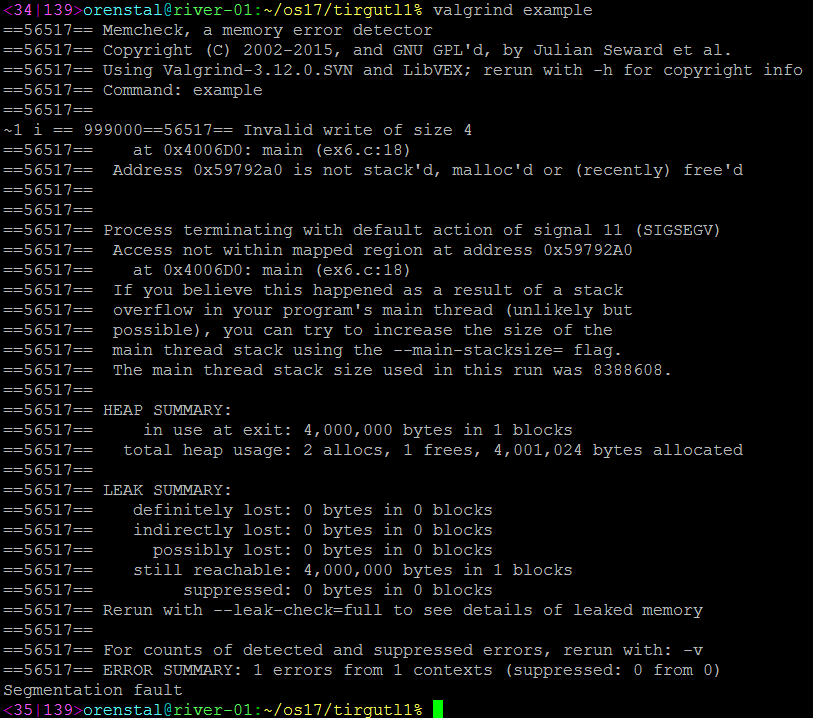 <34|139>orenstal@river-01:~/os17/tirgutl1% valgrind example
==56517== Memcheck, a memory error detector
==56517== Copyright (C) 2002-2015, and GNU GPL'd, by Julian Seward et al.
==56517== Using Valgrind-3.12.0.SVN and LibVEX; rerun with -h for copyright info
==56517== Command: example
==56517==
~1 i == 999000==56517== Invalid write of size 4
==56517==    at 0x4006D0: main (ex6.c:18)
==56517==  Address 0x59792a0 is not stack'd, malloc'd or (recently) free'd
==56517==
==56517==
==56517== Process terminating with default action of signal 11 (SIGSEGV)
==56517==  Access not within mapped region at address 0x59792A0
==56517==    at 0x4006D0: main (ex6.c:18)
==56517==  If you believe this happened as a result of a stack
==56517==  overflow in your program's main thread (unlikely but
==56517==  possible), you can try to increase the size of the
==56517==  main thread stack using the --main-stacksize= flag.
==56517==  The main thread stack size used in this run was 8388608.
==56517==
==56517== HEAP SUMMARY:
==56517==     in use at exit: 4,000,000 bytes in 1 blocks
==56517==   total heap usage: 2 allocs, 1 frees, 4,001,024 bytes allocated
==56517==
==56517== LEAK SUMMARY:
==56517==    definitely lost: 0 bytes in 0 blocks
==56517==    indirectly lost: 0 bytes in 0 blocks
==56517==      possibly lost: 0 bytes in 0 blocks
==56517==    still reachable: 4,000,000 bytes in 1 blocks
==56517==         suppressed: 0 bytes in 0 blocks
==56517== Rerun with --leak-check=full to see details of leaked memory
==56517==
==56517== For counts of detected and suppressed errors, rerun with: -v
==56517== ERROR SUMMARY: 1 errors from 1 contexts (suppressed: 0 from 0)
Segmentation fault
<35|139>orenstal@river-01:~/os17/tirgutl1%